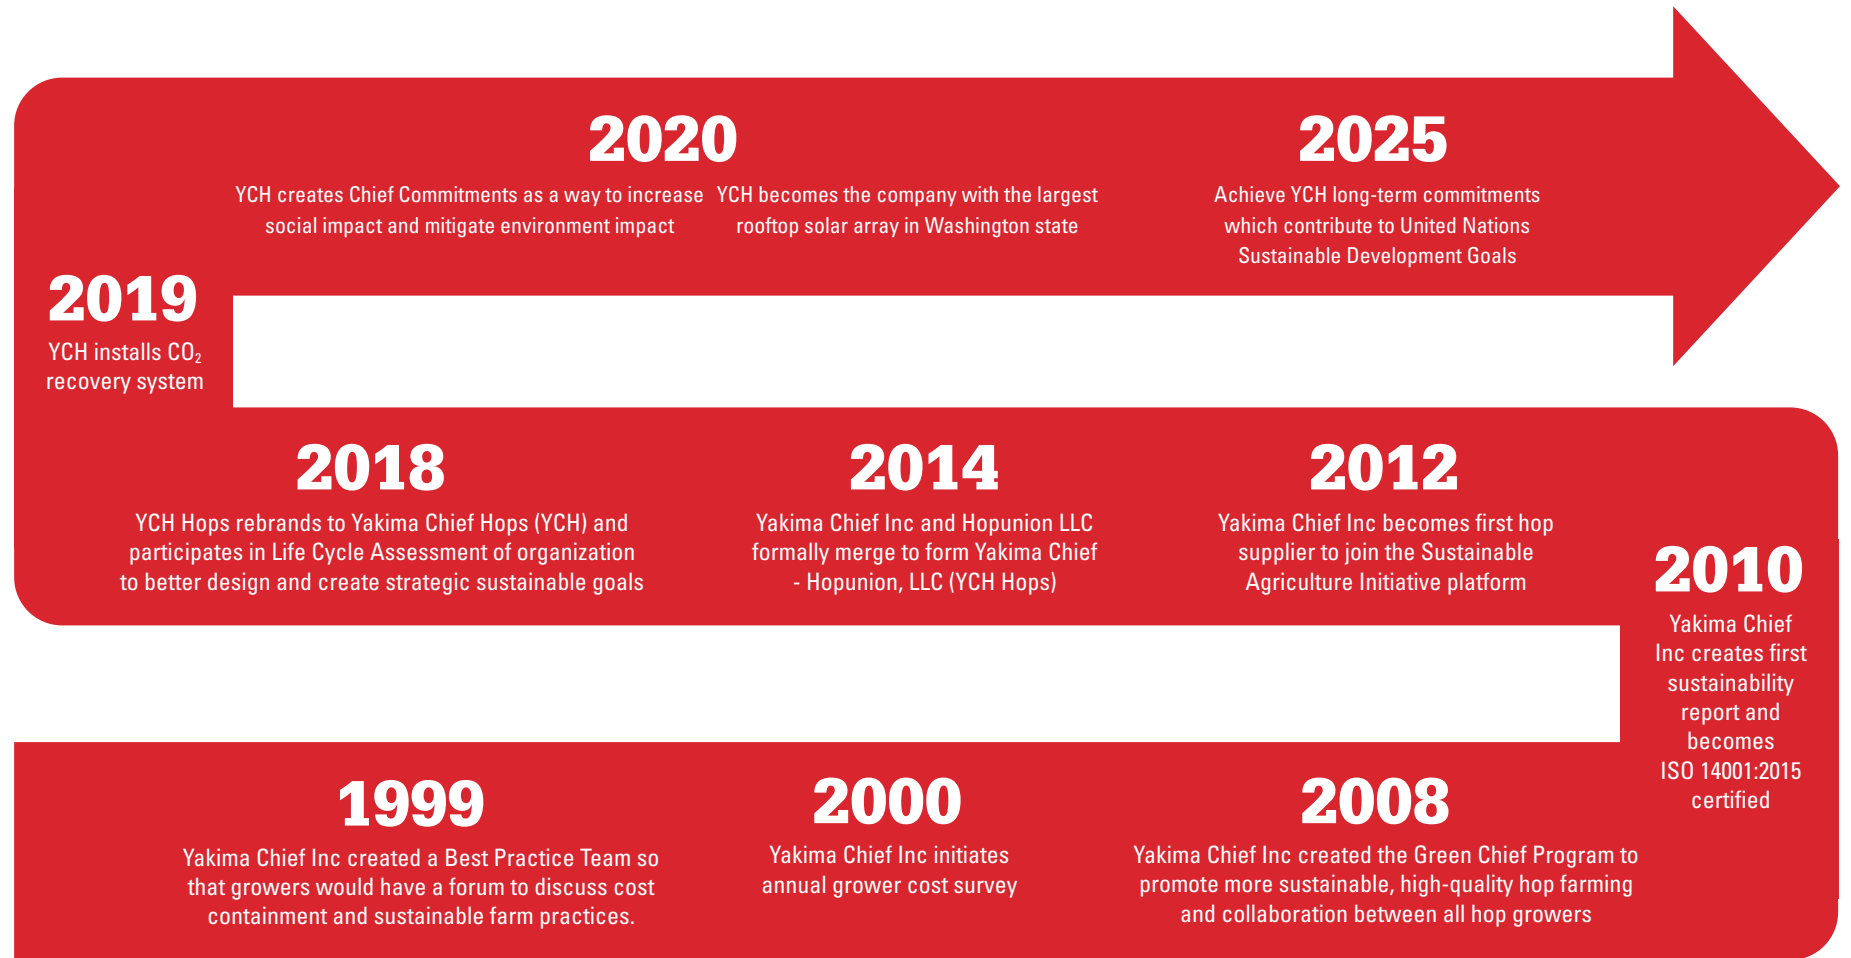 2020
YCH creates Chief Commitments as a way to increase
social impact and mitigate environment impact
YCH becomes the company with the largest
rooftop solar array in Washington state
2025
Achieve YCH long-term commitments
which contribute to United Nations
Sustainable Development Goals
2019
YCH installs CO₂
recovery system
2018
YCH Hops rebrands to Yakima Chief Hops (YCH) and
participates in Life Cycle Assessment of organization
to better design and create strategic sustainable goals
2014
Yakima Chief Inc and Hopunion LLC
formally merge to form Yakima Chief
- Hopunion, LLC (YCH Hops)
2012
Yakima Chief Inc becomes first hop
supplier to join the Sustainable
Agriculture Initiative platform
2010
Yakima Chief
Inc creates first
sustainability
report and
becomes
ISO 14001:2015
certified
1999
Yakima Chief Inc created a Best Practice Team so
that growers would have a forum to discuss cost
containment and sustainable farm practices.
2000
Yakima Chief Inc initiates
annual grower cost survey
2008
Yakima Chief Inc created the Green Chief Program to
promote more sustainable, high-quality hop farming
and collaboration between all hop growers